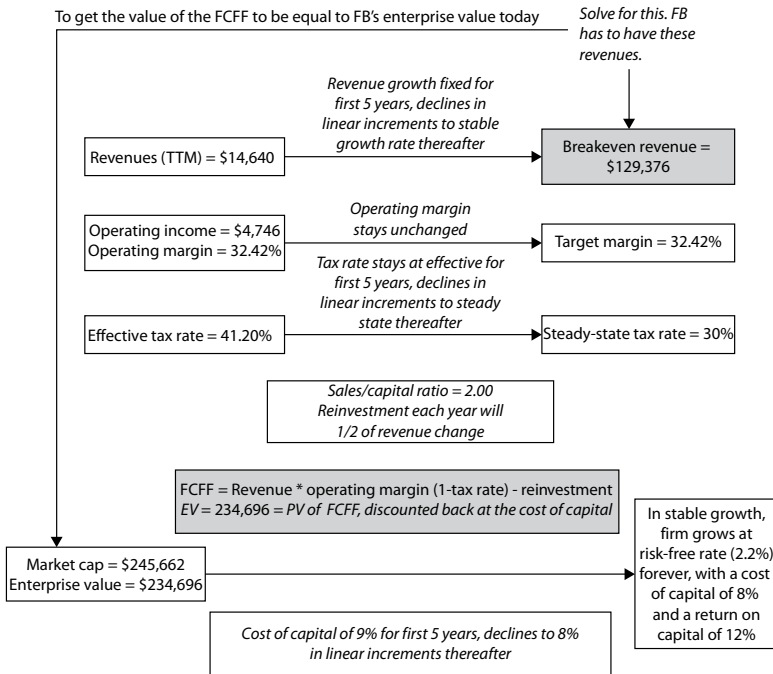 To get the value of the FCFF to be equal to FB's enterprise value today
Solve for this. FB
has to have these
revenues.
Revenue growth fixed for
first 5 years, declines in
linear increments to stable
growth rate thereafter
Revenues (TTM) = $14,640
Breakeven revenue =
$129,376
Operating income = $4,746
Operating margin = 32.42%
Operating margin
stays unchanged
Target margin = 32.42%
Tax rate stays at effective for
first 5 years, declines in
linear increments to steady
state thereafter
Effective tax rate = 41.20%
Steady-state tax rate = 30%
Sales/capital ratio = 2.00
Reinvestment each year will
1/2 of revenue change
FCFF = Revenue * operating margin (1-tax rate) - reinvestment
EV = 234,696 = PV of FCFF, discounted back at the cost of capital
Market cap = $245,662
Enterprise value = $234,696
In stable growth,
firm grows at
risk-free rate (2.2%)
forever, with a cost
of capital of 8%
and a return on
capital of 12%
Cost of capital of 9% for first 5 years, declines to 8%
in linear increments thereafter